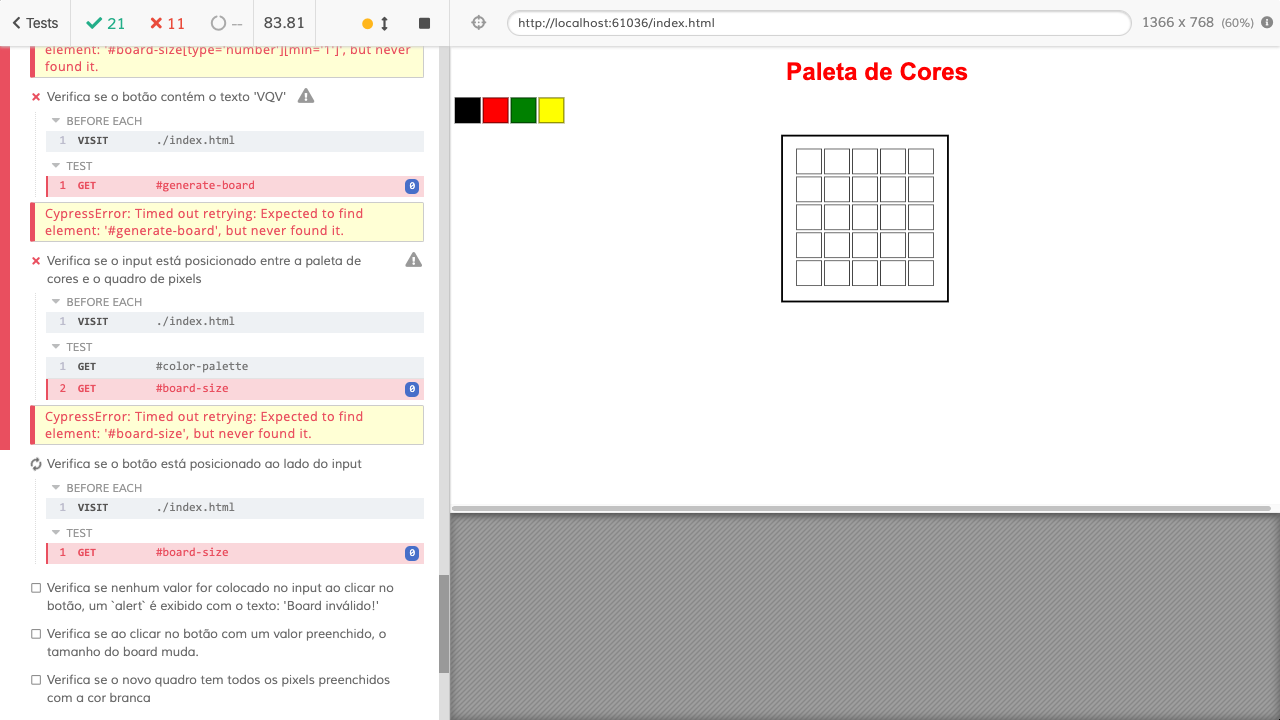 Tests
21
11
--
83.81
http://localhost:61036/index.html
1366 x 768 (60%)
element: '#board-size[type='number'][min='1']', but never
found it.
Verifica se o botão contém o texto 'VQV'
BEFORE EACH
1 VISIT ./index.html
TEST
1 GET #generate-board 0
CypressError: Timed out retrying: Expected to find
element: '#generate-board', but never found it.
Verifica se o input está posicionado entre a paleta de
cores e o quadro de pixels
BEFORE EACH
1 VISIT ./index.html
TEST
1 GET #color-palette
2 GET #board-size 0
CypressError: Timed out retrying: Expected to find
element: '#board-size', but never found it.
Verifica se o botão está posicionado ao lado do input
BEFORE EACH
1 VISIT ./index.html
TEST
1 GET #board-size 0
Verifica se nenhum valor for colocado no input ao clicar no
botão, um `alert` é exibido com o texto: 'Board inválido!'
Verifica se ao clicar no botão com um valor preenchido, o
tamanho do board muda.
Verifica se o novo quadro tem todos os pixels preenchidos
com a cor branca
Paleta de Cores